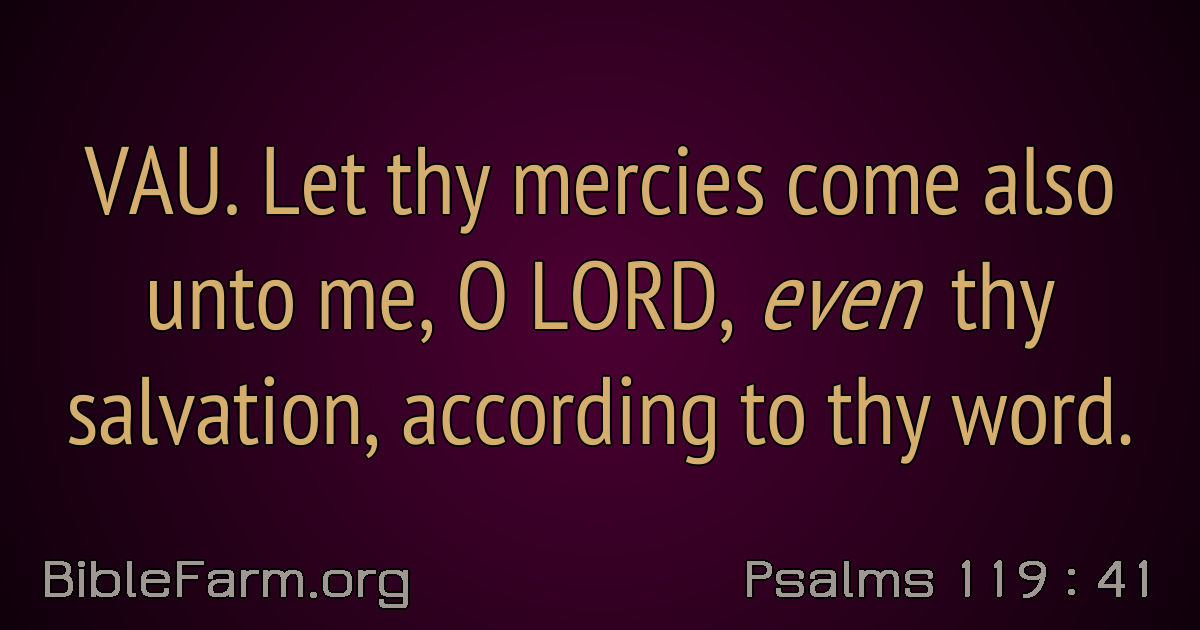 VAU. Let thy mercies come also
unto me, O LORD, even thy
salvation, according to thy word.
BibleFarm.org
Psalms 119 : 41